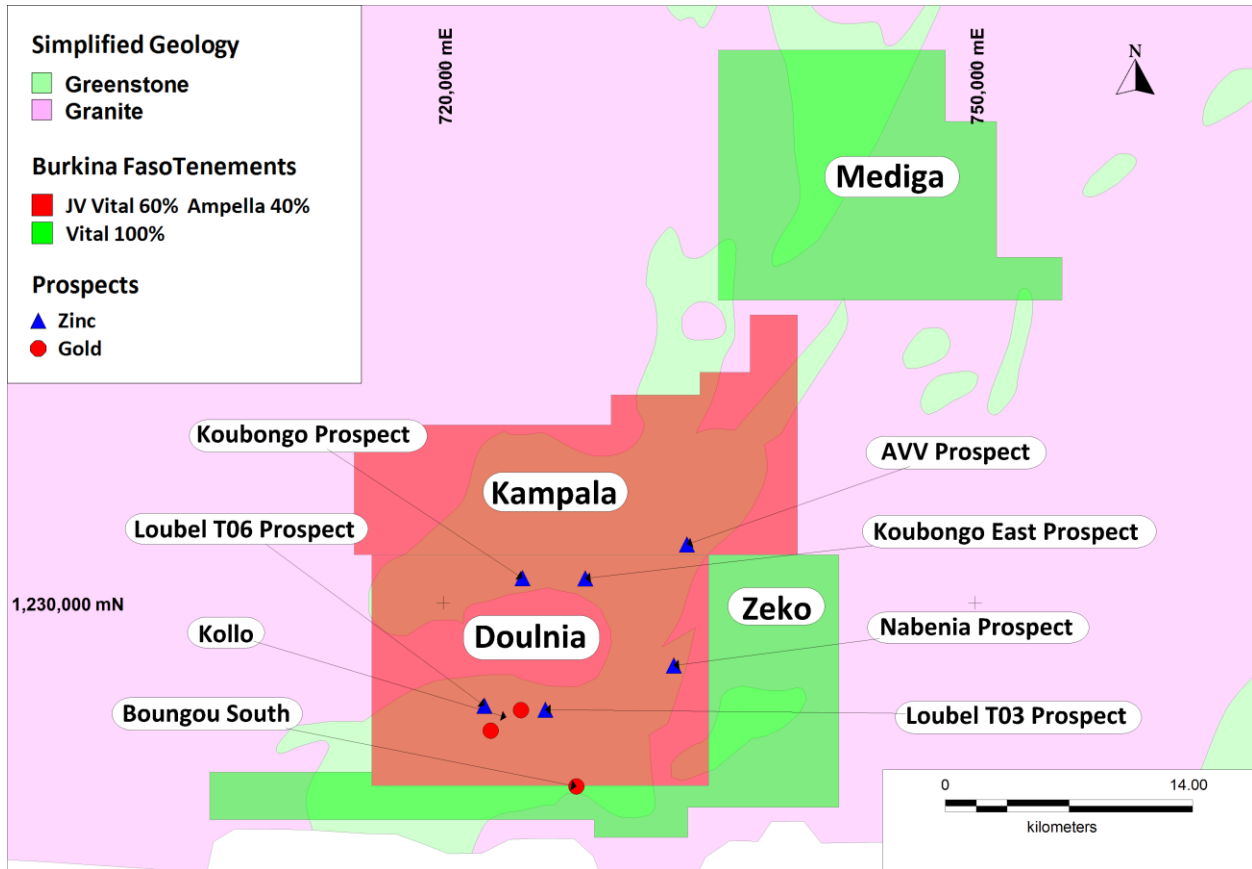 Simplified Geology
Greenstone
Granite
Burkina FasoTenements
JV Vital 60% Ampella 40%
Vital 100%
Prospects
Zinc
Gold
720,000 mE
750,000 mE
N
Mediga
Koubongo Prospect
AVV Prospect
Kampala
Loubel T06 Prospect
Koubongo East Prospect
1,230,000 mN
Zeko
Kollo
Doulnia
Nabenia Prospect
Boungou South
Loubel T03 Prospect
0 14.00
kilometers